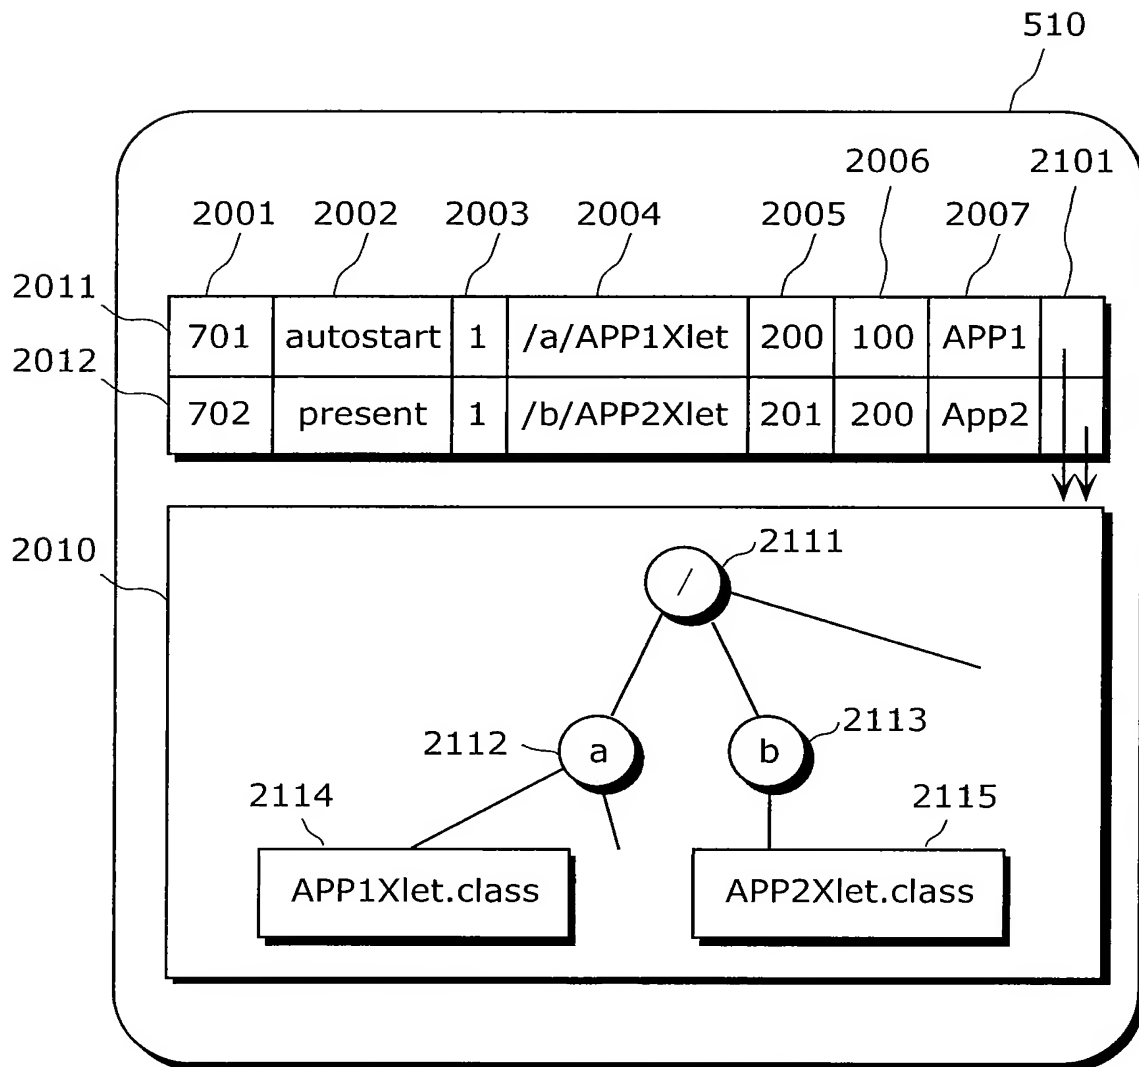 510
2006 2101
2001 2002 2003 2004 2005 2007
2011
701 autostart 1 /a/APP1Xlet 200 100 APP1
2012
702 present 1 /b/APP2Xlet 201 200 App2
2010
2111
/
2112 a b 2113
2114 2115
APP1Xlet.class APP2Xlet.class